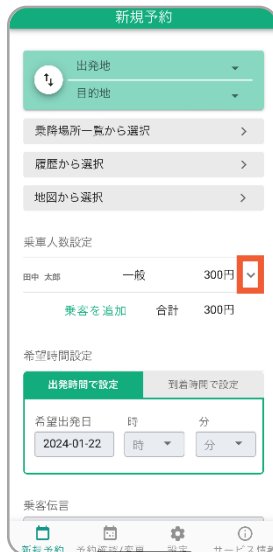 新規予約
出発地
目的地
乗降場所一覧から選択
履歴から選択
地図から選択
乗車人数設定
田中 太郎 一般 300円
乗客を追加 合計 300円
希望時間設定
出発時間で設定 到着時間で設定
希望出発日 時 分
2024-01-22 時 分
乗客伝言
新規予約 予約確認/変更 設定 サービス情報